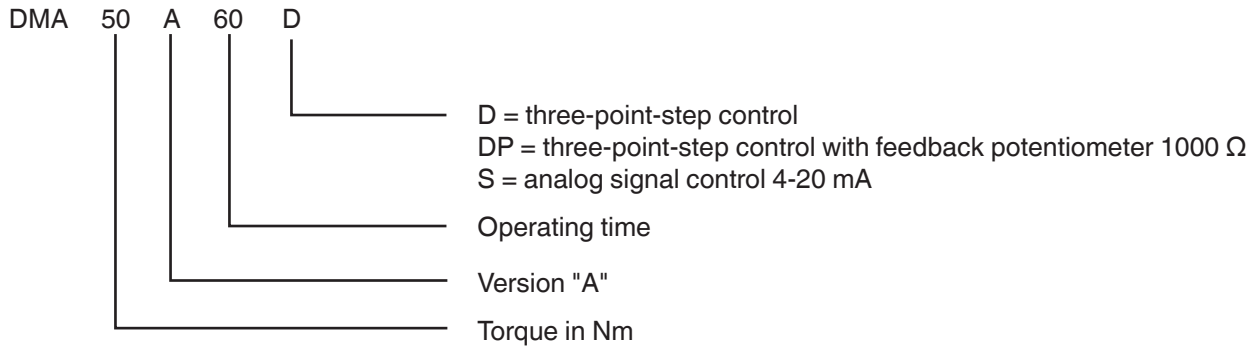 DMA 50 A 60 D
D = three-point-step control
DP = three-point-step control with feedback potentiometer 1000 Ω
S = analog signal control 4-20 mA
Operating time
Version "A"
Torque in Nm